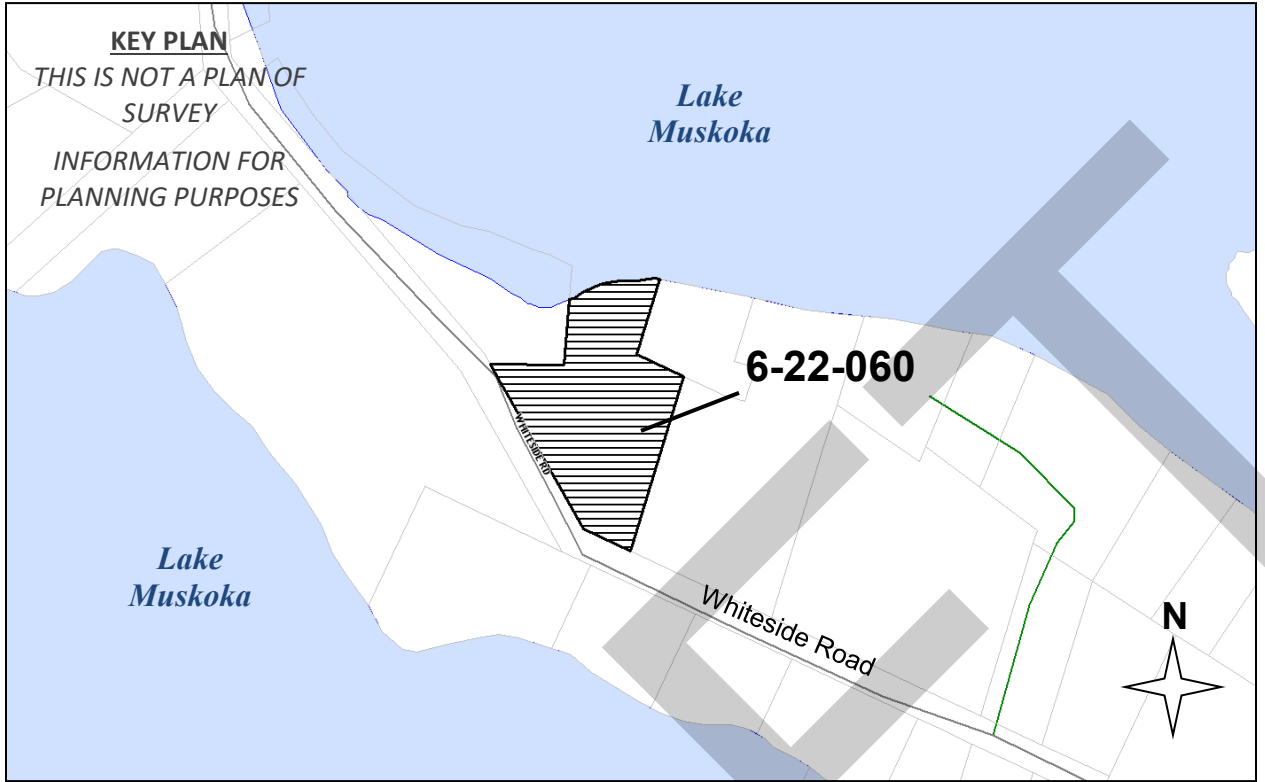 KEY PLAN
THIS IS NOT A PLAN OF
SURVEY
INFORMATION FOR
PLANNING PURPOSES
Lake
Muskoka
6-22-060
WHITESIDE RD
Lake
Muskoka
Whiteside Road
N